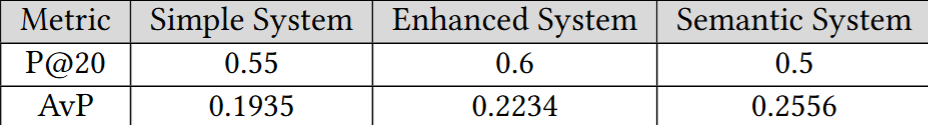 Metric Simple System Enhanced System Semantic System
P@20 0.55 0.6 0.5
AvP 0.1935 0.2234 0.2556